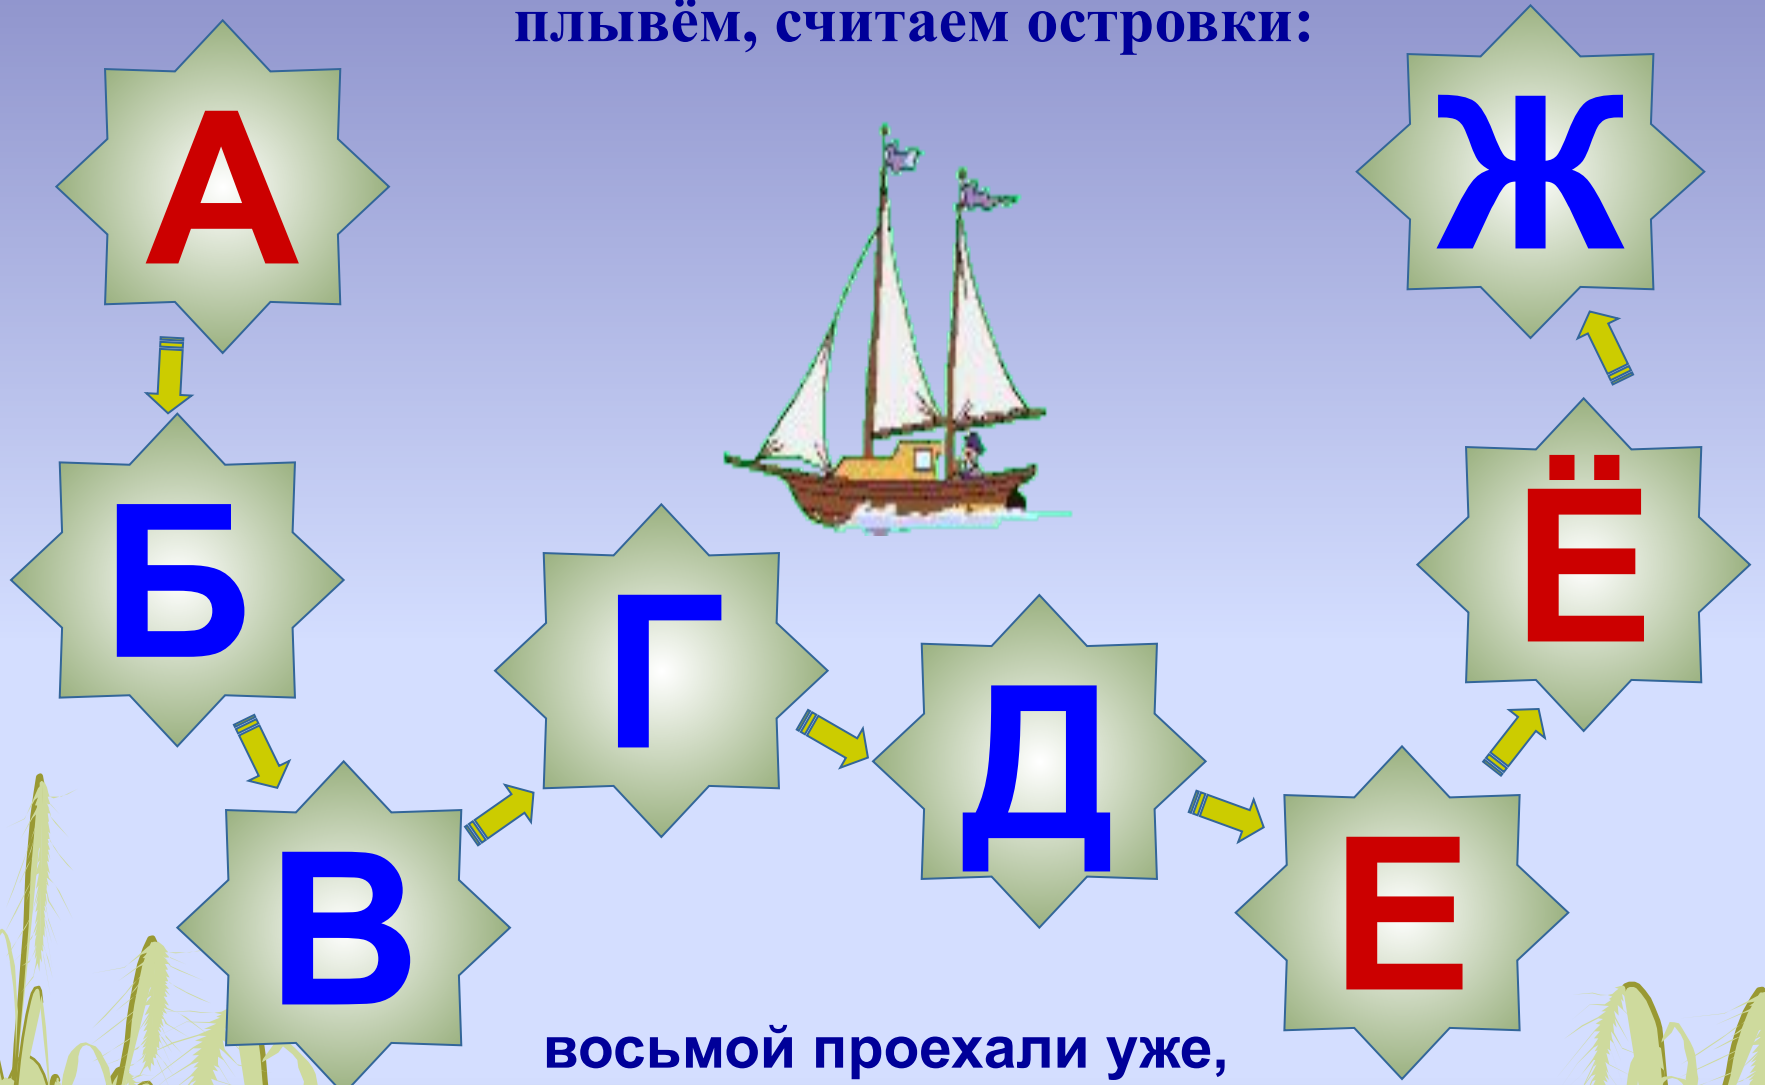 плывём, считаем островки:
А
Б
В
Г
Д
Е
Ё
Ж
восьмой проехали уже,